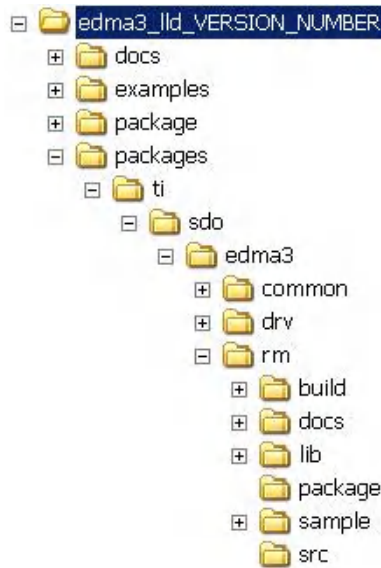 edma3_lld_VERSION_NUMBER
docs
examples
package
packages
ti
sdo
edma3
common
drv
rm
build
docs
lib
package
sample
src